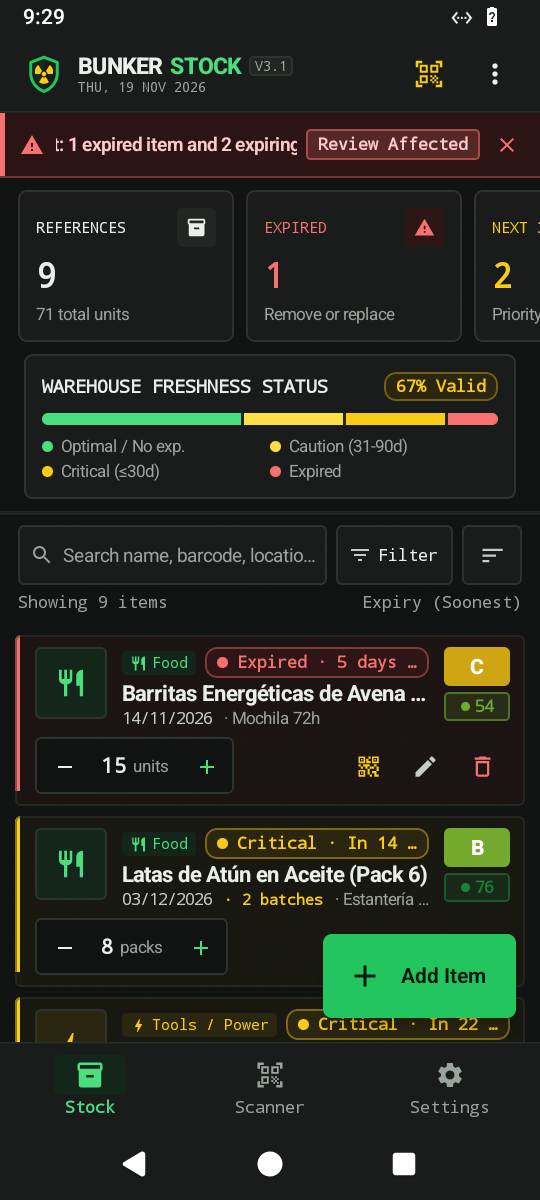 9:29
BUNKER STOCK V3.1
THU, 19 NOV 2026
: 1 expired item and 2 expiring
Review Affected
REFERENCES
9
71 total units
EXPIRED
1
Remove or replace
NEXT
2
Priority
WAREHOUSE FRESHNESS STATUS
67% Valid
Optimal / No exp.
Caution (31-90d)
Critical (≤30d)
Expired
Search name, barcode, locatio…
Filter
Showing 9 items
Expiry (Soonest)
Food
Expired · 5 days …
C
Barritas Energéticas de Avena …
54
14/11/2026 · Mochila 72h
15 units
Food
Critical · In 14 …
B
Latas de Atún en Aceite (Pack 6)
76
03/12/2026 · 2 batches · Estantería …
8 packs
Add Item
Tools / Power
Critical · In 22 …
Stock
Scanner
Settings